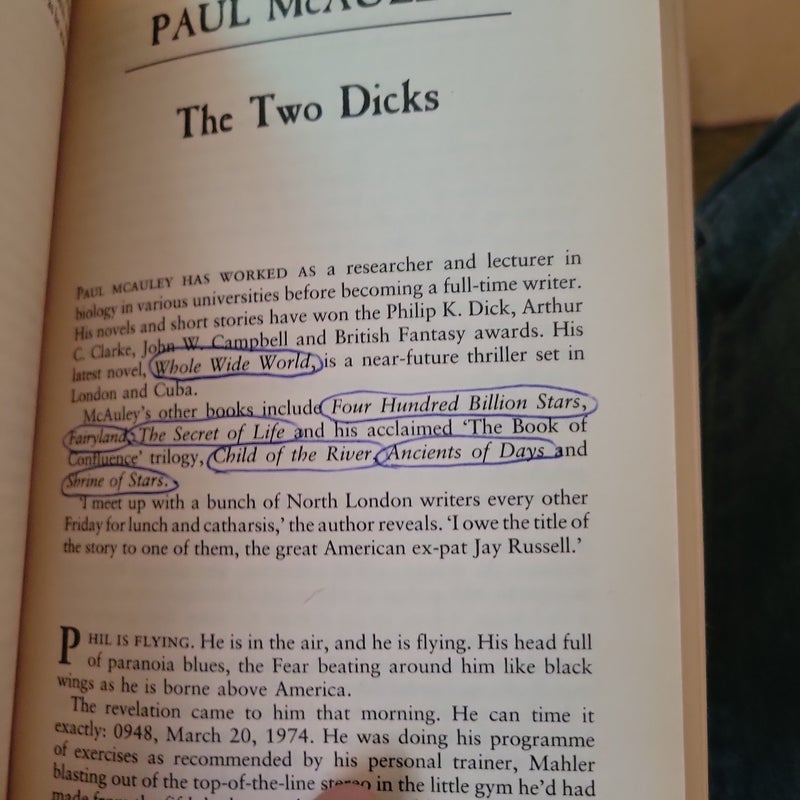 PAUL
The Two Dicks
PAUL MCAULEY HAS WORKED AS a researcher and lecturer in
biology in various universities before becoming a full-time writer.
His novels and short stories have won the Philip K. Dick, Arthur
C. Clarke, John W. Campbell and British Fantasy awards. His
latest novel, Whole Wide World, is a near-future thriller set in
London and Cuba.
McAuley's other books include Four Hundred Billion Stars,
Fairyland, The Secret of Life and his acclaimed 'The Book of
Confluence' trilogy, Child of the River, Ancients of Days and
Shrine of Stars.
'I meet up with a bunch of North London writers every other
Friday for lunch and catharsis,' the author reveals. 'I owe the title of
the story to one of them, the great American ex-pat Jay Russell.'
PHIL IS FLYING. He is in the air, and he is flying. His head full
of paranoia blues, the Fear beating around him like black
wings as he is borne above America.
The revelation came to him that morning. He can time it
exactly: 0948, March 20, 1974. He was doing his programme
of exercises as recommended by his personal trainer, Mahler
blasting out of the top-of-the-line stereo in the little gym he'd had
made from the